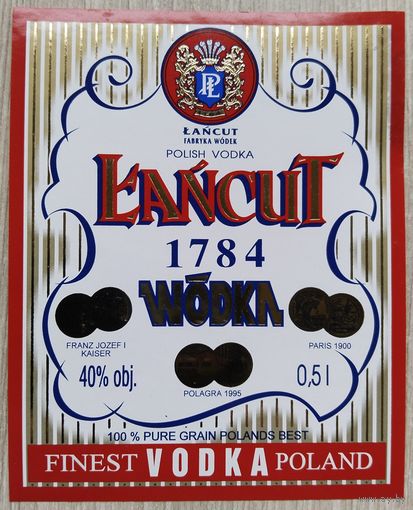 PŁ
ŁAŃCUT
FABRYKA WÓDEK
POLISH VODKA
ŁAŃCUT
1784
WÓDKA
FRANZ JOZEF I
KAISER
PARIS 1900
40% obj.
POLAGRA 1995
0,5 l
100 % PURE GRAIN POLANDS BEST
FINEST VODKA POLAND